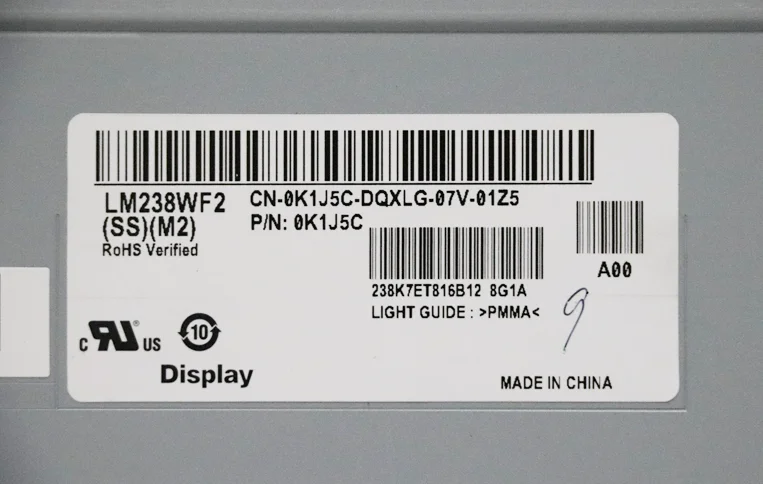 LM238WF2
(SS)(M2)
RoHS Verified
CN-0K1J5C-DQXLG-07V-01Z5
P/N: 0K1J5C
238K7ET816B12 8G1A
LIGHT GUIDE : >PMMA<
A00
9
c RU ® US
10
Display
MADE IN CHINA